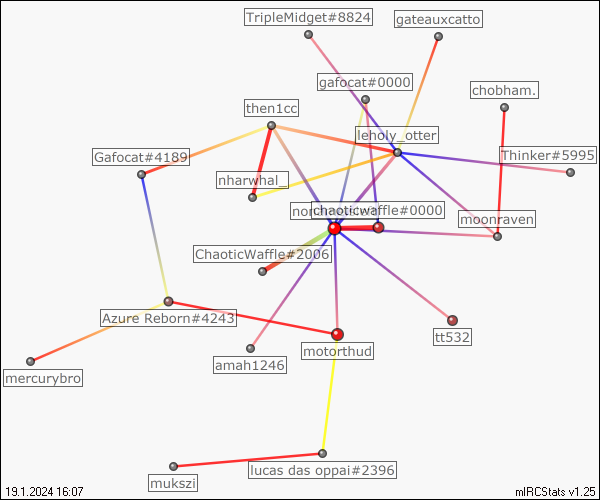 TripleMidget#8824
gateauxcatto
gafocat#0000
chobham.
then1cc
leholy_otter
Gafocat#4189
Thinker#5995
nharwhal_
chaoticwaffle#0000
moonraven
ChaoticWaffle#2006
Azure Reborn#4243
tt532
motorthud
amah1246
mercurybro
lucas das oppai#2396
mukszi
19.1.2024 16:07
mIRCStats v1.25